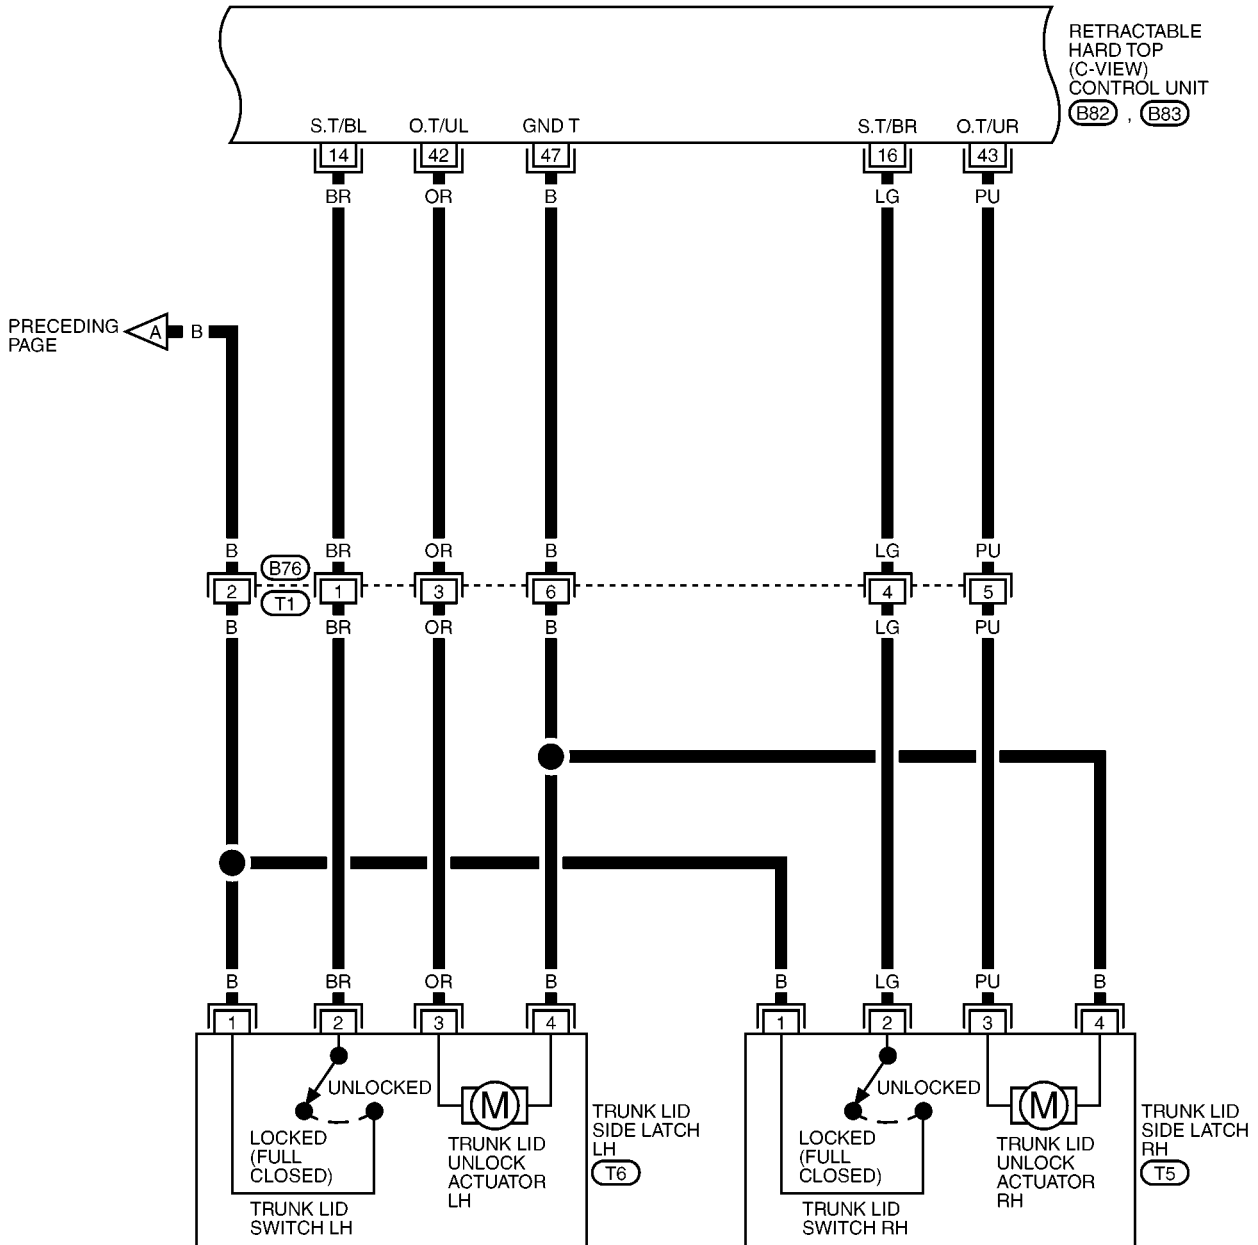 RETRACTABLE
HARD TOP
(C-VIEW)
CONTROL UNIT
B82 , B83
S.T/BL O.T/UL GND T S.T/BR O.T/UR
14 42 47 16 43
BR OR B LG PU
PRECEDING
PAGE
A B
B BR OR B LG PU
B76
2 1 3 6 4 5
T1
B BR OR B LG PU
B BR OR B B LG PU B
1 2 3 4 1 2 3 4
UNLOCKED
M
LOCKED
(FULL
CLOSED)
TRUNK LID
UNLOCK
ACTUATOR
LH
TRUNK LID
SWITCH LH
TRUNK LID
SIDE LATCH
LH
T6
UNLOCKED
M
LOCKED
(FULL
CLOSED)
TRUNK LID
UNLOCK
ACTUATOR
RH
TRUNK LID
SWITCH RH
TRUNK LID
SIDE LATCH
RH
T5